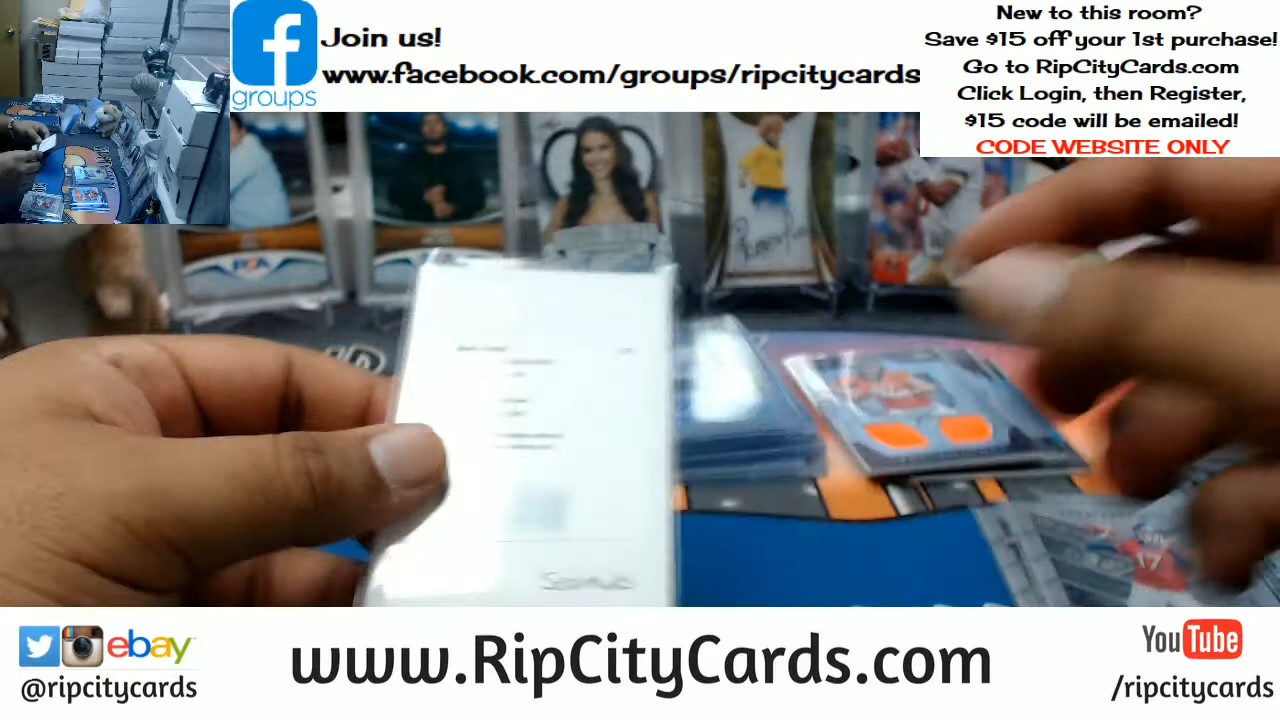 Join us!
www.facebook.com/groups/ripcitycards
groups
New to this room?
Save $15 off your 1st purchase!
Go to RipCityCards.com
Click Login, then Register,
$15 code will be emailed!
CODE WEBSITE ONLY
17
ebay
@ripcitycards
www.RipCityCards.com
YouTube
/ripcitycards